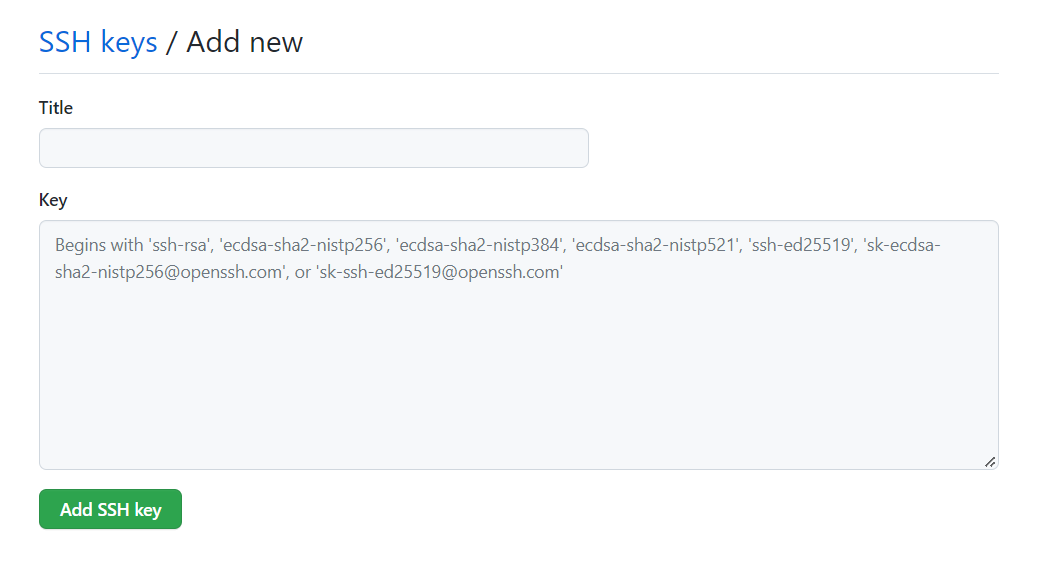 SSH keys / Add new
Title
Key
Begins with 'ssh-rsa', 'ecdsa-sha2-nistp256', 'ecdsa-sha2-nistp384', 'ecdsa-sha2-nistp521', 'ssh-ed25519', 'sk-ecdsa-
sha2-nistp256@openssh.com', or 'sk-ssh-ed25519@openssh.com'
Add SSH key